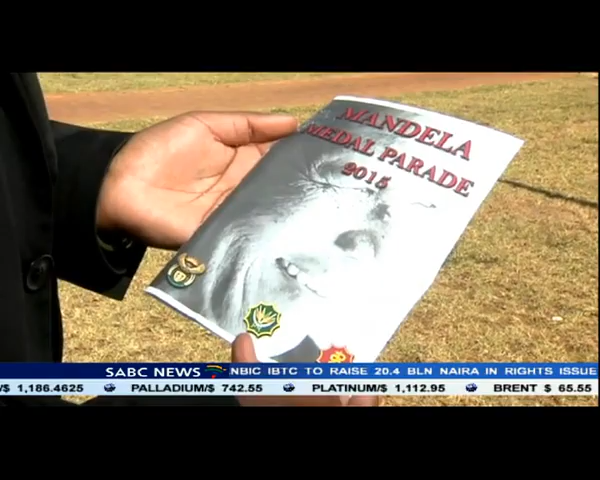 MANDELA
MEDAL PARADE
2015
SABC NEWS
NBIC IBTC TO RAISE 20.4 BLN NAIRA IN RIGHTS ISSUE
/$ 1,186.4625 PALLADIUM/$ 742.55 PLATINUM/$ 1,112.95 BRENT $ 65.55